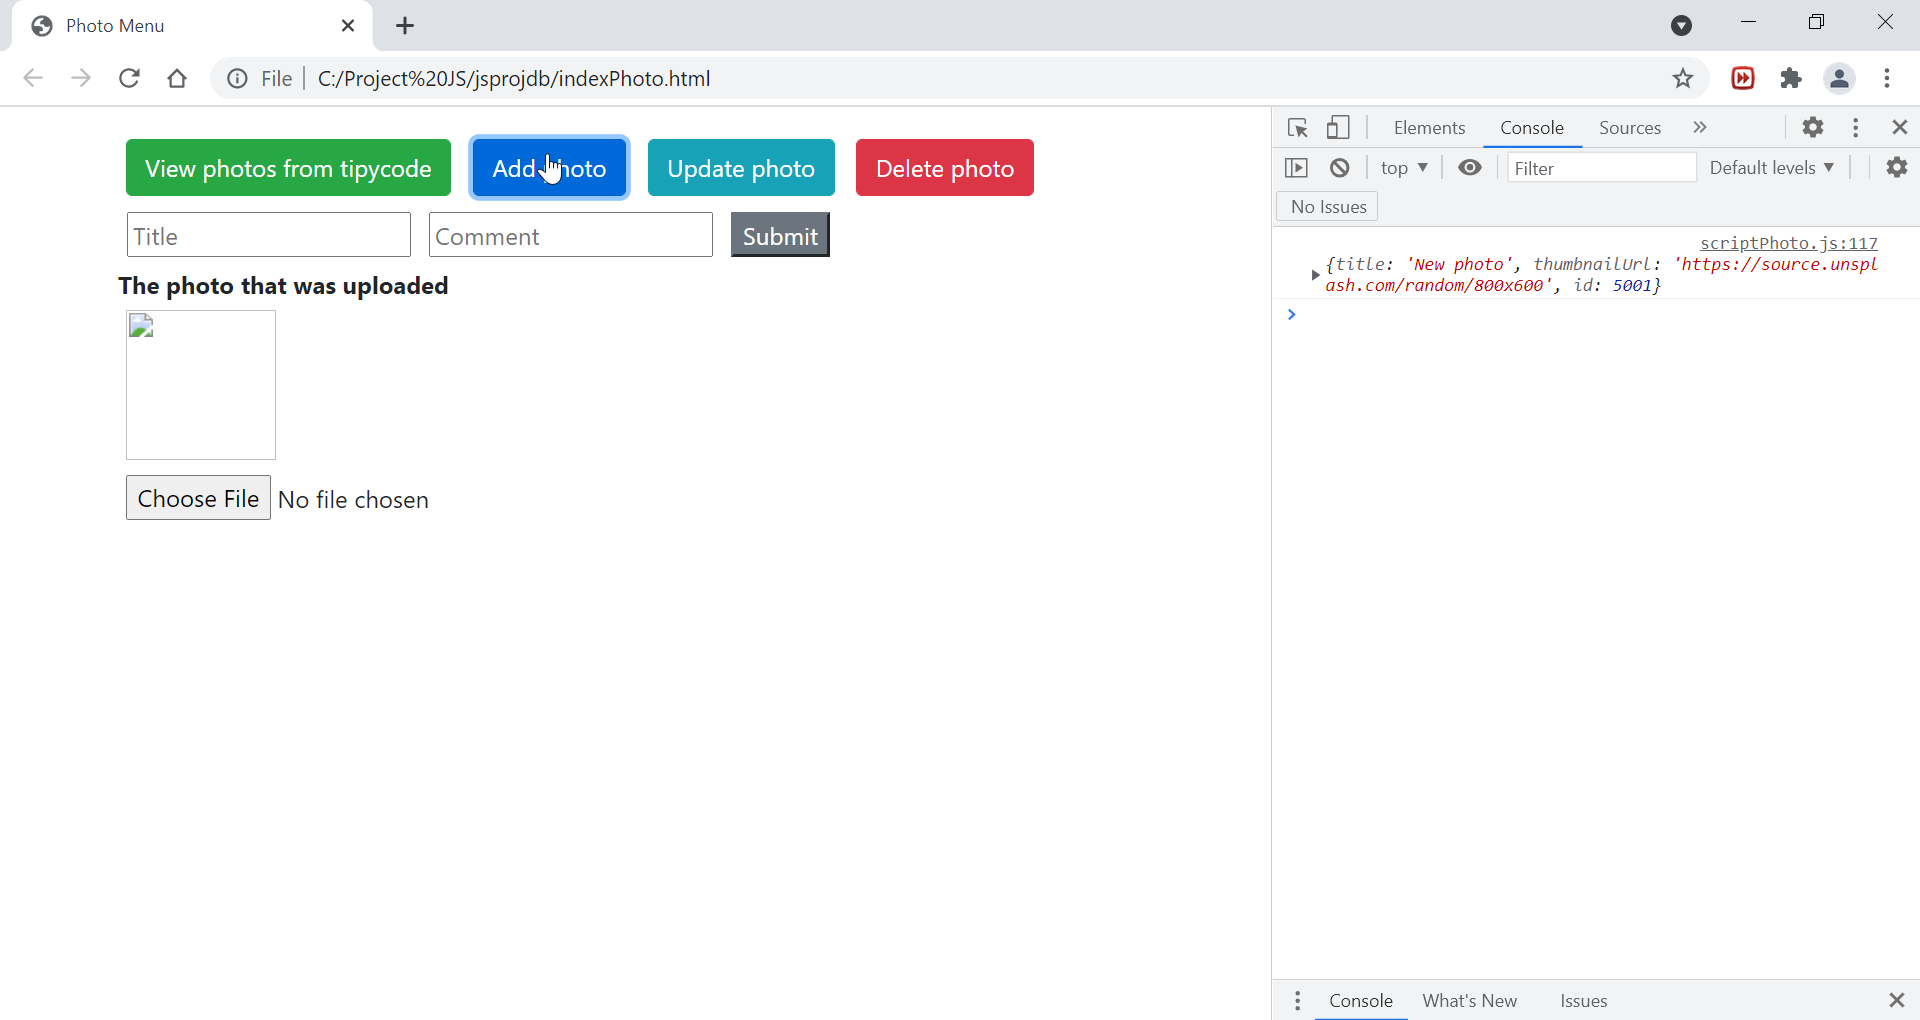 Photo Menu
File C:/Project%20JS/jsprojdb/indexPhoto.html
View photos from tipycode Add photo Update photo Delete photo
Title Comment Submit
The photo that was uploaded
Choose File No file chosen
Elements Console Sources
top Filter Default levels
No Issues
scriptPhoto.js:117
{title: 'New photo', thumbnailUrl: 'https://source.unspl
ash.com/random/800x600', id: 5001}
Console What's New Issues